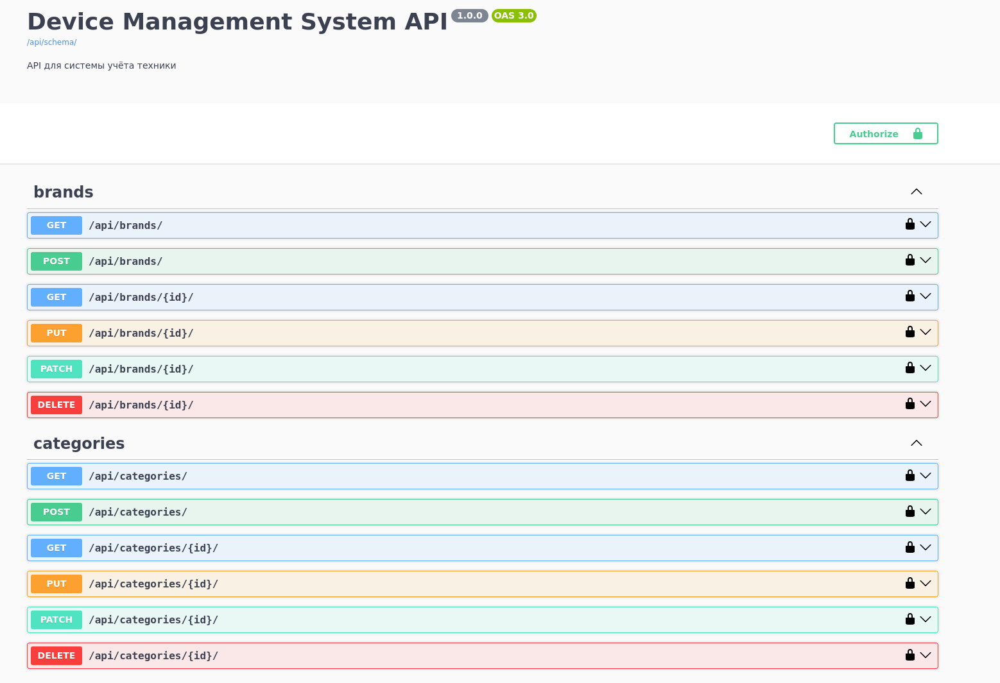 Device Management System API 1.0.0 OAS 3.0
/api/schema/
API для системы учёта техники
Authorize
brands
GET /api/brands/
POST /api/brands/
GET /api/brands/{id}/
PUT /api/brands/{id}/
PATCH /api/brands/{id}/
DELETE /api/brands/{id}/
categories
GET /api/categories/
POST /api/categories/
GET /api/categories/{id}/
PUT /api/categories/{id}/
PATCH /api/categories/{id}/
DELETE /api/categories/{id}/